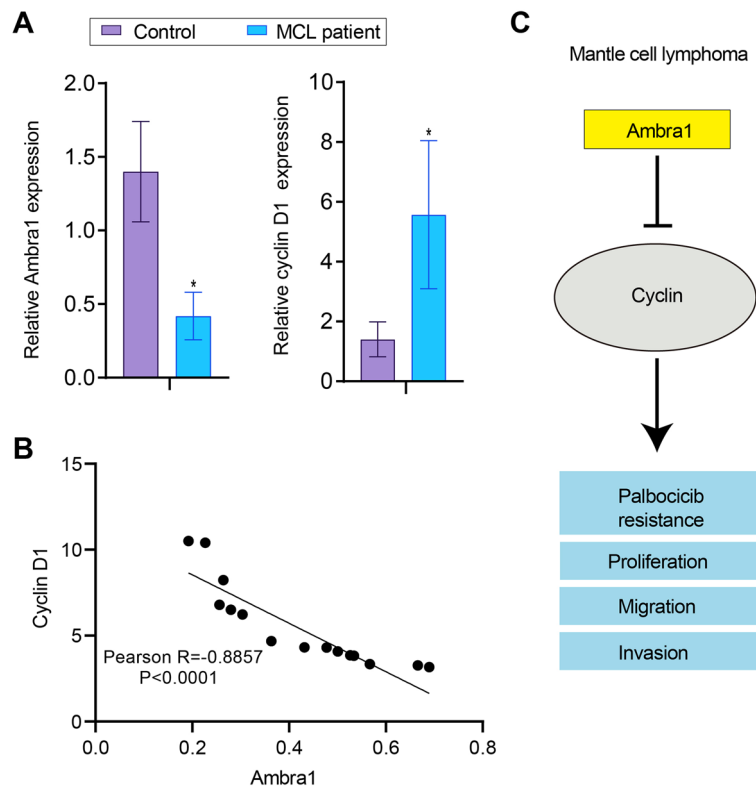 A
Control
MCL patient
Relative Ambra1 expression
2.0
1.5
1.0
0.5
0.0
*
Relative cyclin D1 expression
10
8
6
4
2
0
*
B
Cyclin D1
15
10
5
0
Pearson R=-0.8857
P<0.0001
0.0
0.2
0.4
0.6
0.8
Ambra1
C
Mantle cell lymphoma
Ambra1
Cyclin
Palbocicib
resistance
Proliferation
Migration
Invasion